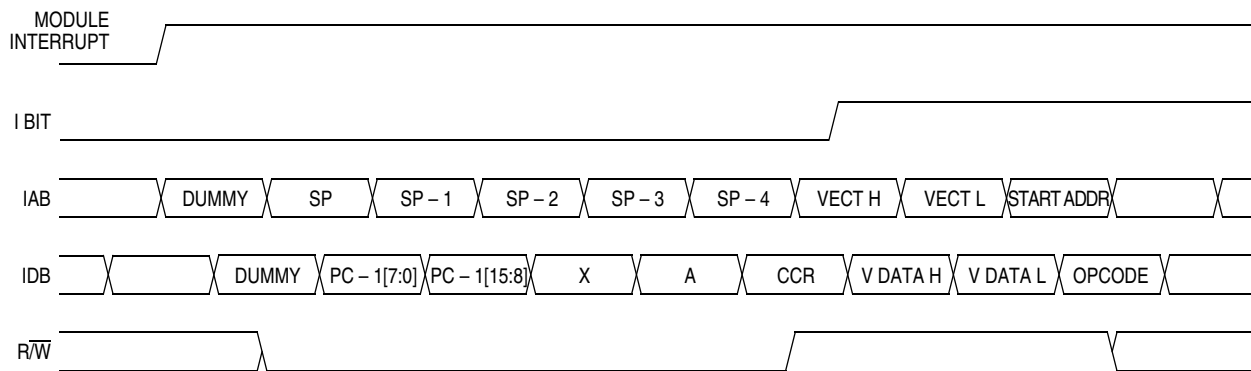 MODULE
INTERRUPT
I BIT
IAB DUMMY SP SP – 1 SP – 2 SP – 3 SP – 4 VECT H VECT L START ADDR
IDB DUMMY PC – 1[7:0] PC – 1[15:8] X A CCR V DATA H V DATA L OPCODE
R/W̅